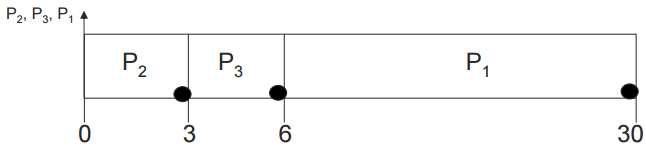 P₂, P₃, P₁
P₂ P₃ P₁
0 3 6 30